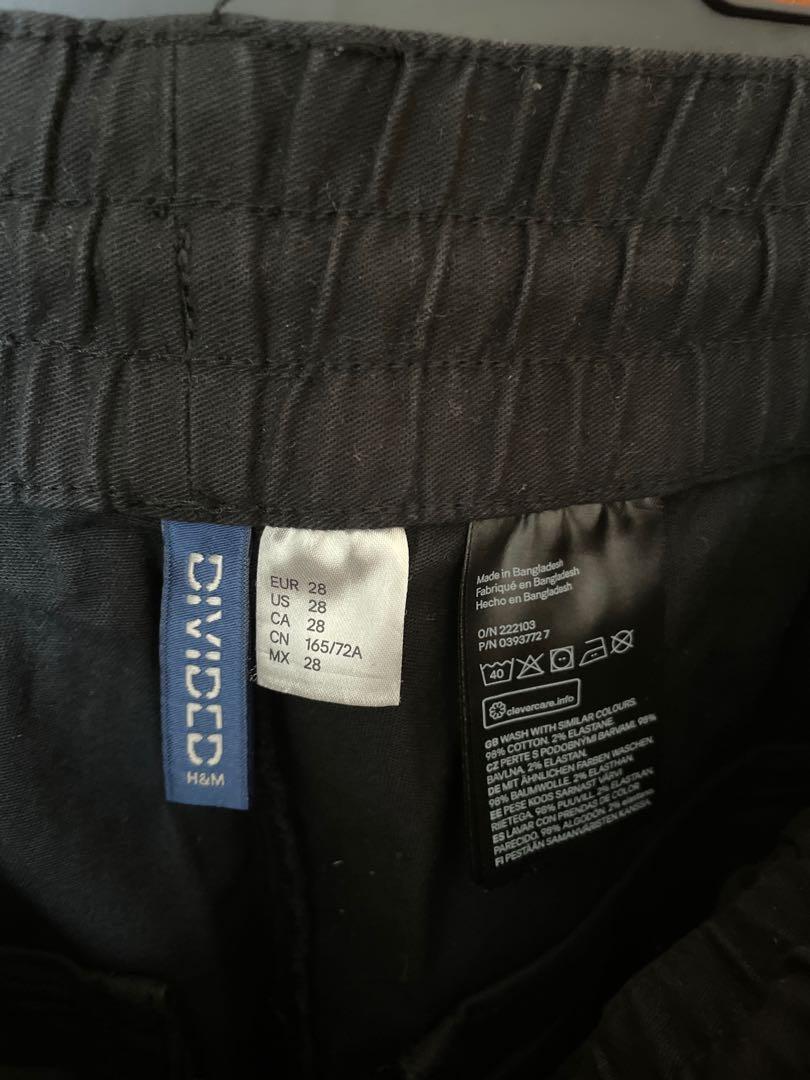 DIVIDED
H&M
EUR 28
US 28
CA 28
CN 165/72A
MX 28
Made in Bangladesh
Fabriqué en Bangladesh
Hecho en Bangladesh
O/N 222103
P/N 0393772 7
40
clevercare.info
GB WASH WITH SIMILAR COLOURS.
98% COTTON. 2% ELASTANE.
CZ PERTE S PODOBNÝMI BARVAMI. 98%
BAVLNA. 2% ELASTAN.
DE MIT ÄHNLICHEN FARBEN WASCHEN.
98% BAUMWOLLE. 2% ELASTHAN.
EE PESE KOOS SARNAST VÄRVI
RIIETEGA. 98% PUUVILL. 2% ELASTAAN.
ES LAVAR CON PRENDAS DE COLOR
PARECIDO. 98% ALGODÓN. 2% elastano
FI PESTÄÄN SAMANVÄRISTEN KANSSA.